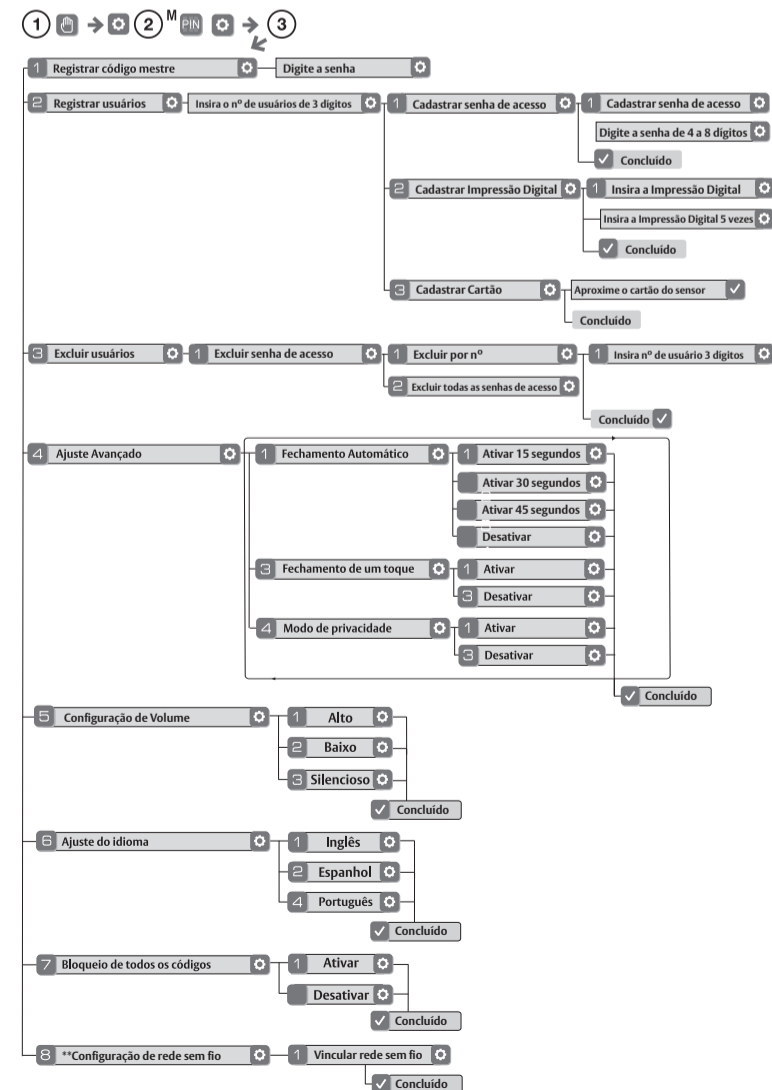 1 2 M PIN 3
1 Registrar código mestre Digite a senha
2 Registrar usuários Insira o nº de usuários de 3 dígitos 1 Cadastrar senha de acesso 1 Cadastrar senha de acesso
Digite a senha de 4 a 8 dígitos
Concluído
2 Cadastrar Impressão Digital 1 Insira a Impressão Digital
Insira a Impressão Digital 5 vezes
Concluído
3 Cadastrar Cartão Aproxime o cartão do sensor
Concluído
3 Excluir usuários 1 Excluir senha de acesso 1 Excluir por nº 1 Insira nº de usuário 3 dígitos
2 Excluir todas as senhas de acesso
Concluído
4 Ajuste Avançado 1 Fechamento Automático 1 Ativar 15 segundos
Ativar 30 segundos
Ativar 45 segundos
Desativar
3 Fechamento de um toque 1 Ativar
3 Desativar
4 Modo de privacidade 1 Ativar
3 Desativar
Concluído
5 Configuração de Volume 1 Alto
2 Baixo
3 Silencioso
Concluído
6 Ajuste do idioma 1 Inglês
2 Espanhol
4 Português
Concluído
7 Bloqueio de todos os códigos 1 Ativar
Desativar
Concluído
8 **Configuração de rede sem fio 1 Vincular rede sem fio
Concluído